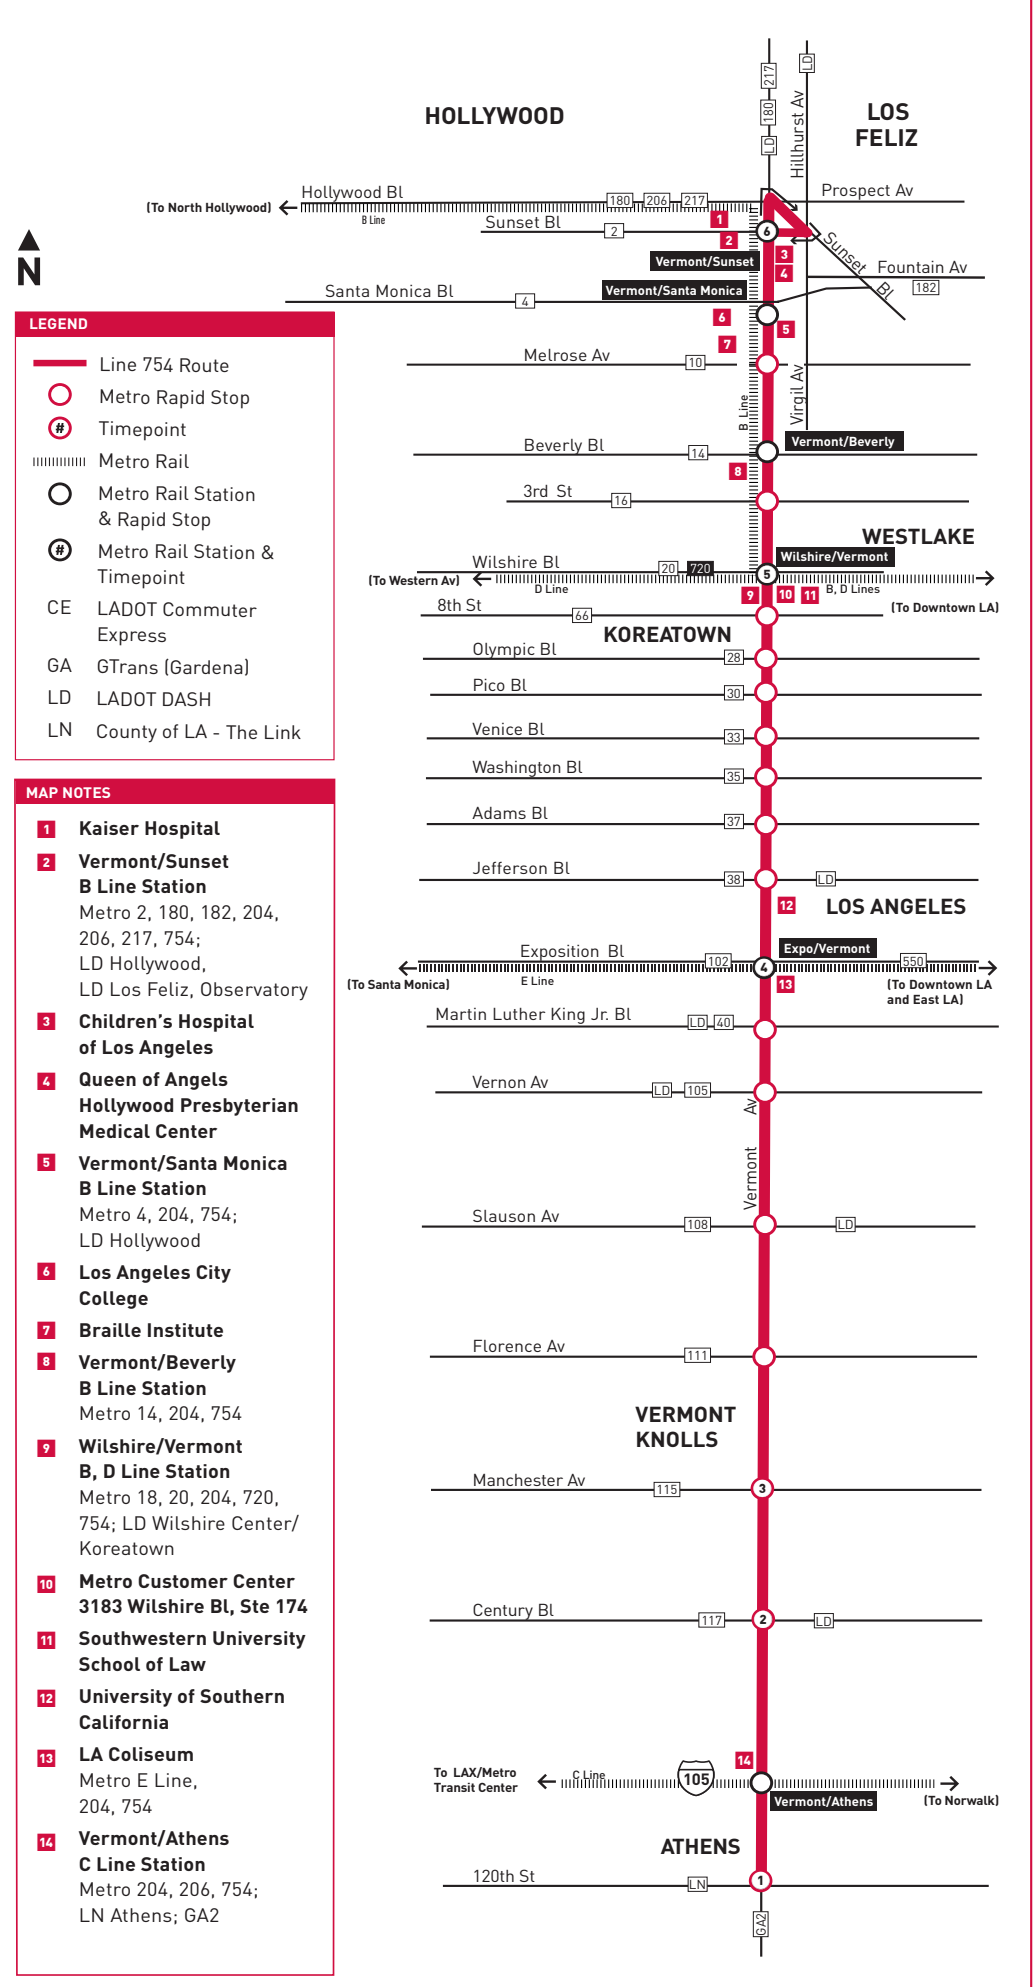 HOLLYWOOD
LOS
FELIZ
217
180
LD
LD
Hillhurst Av
Hollywood Bl
180
206
217
Prospect Av
(To North Hollywood)
B Line
1
Sunset Bl
2
2
6
Sunset Bl
Vermont/Sunset
3
4
Fountain Av
182
N
Santa Monica Bl
4
Vermont/Santa Monica
6
5
7
Melrose Av
10
B Line
Virgil Av
Beverly Bl
14
Vermont/Beverly
8
3rd St
16
WESTLAKE
Wilshire Bl
20
720
Wilshire/Vermont
5
(To Western Av)
D Line
9
10
11
B, D Lines
(To Downtown LA)
8th St
66
KOREATOWN
Olympic Bl
28
Pico Bl
30
Venice Bl
33
Washington Bl
35
Adams Bl
37
Jefferson Bl
38
LD
12
LOS ANGELES
Exposition Bl
102
Expo/Vermont
550
4
(To Santa Monica)
E Line
13
(To Downtown LA
and East LA)
Martin Luther King Jr. Bl
LD
40
Vernon Av
LD
105
Vermont Av
Slauson Av
108
LD
Florence Av
111
VERMONT
KNOLLS
Manchester Av
115
3
Century Bl
117
2
LD
14
To LAX/Metro
Transit Center
C Line
105
Vermont/Athens
(To Norwalk)
ATHENS
120th St
LN
1
GA2
LEGEND
Line 754 Route
Metro Rapid Stop
# Timepoint
Metro Rail
Metro Rail Station
& Rapid Stop
# Metro Rail Station &
Timepoint
CE LADOT Commuter
Express
GA GTrans (Gardena)
LD LADOT DASH
LN County of LA - The Link
MAP NOTES
1 Kaiser Hospital
2 Vermont/Sunset
B Line Station
Metro 2, 180, 182, 204,
206, 217, 754;
LD Hollywood,
LD Los Feliz, Observatory
3 Children's Hospital
of Los Angeles
4 Queen of Angels
Hollywood Presbyterian
Medical Center
5 Vermont/Santa Monica
B Line Station
Metro 4, 204, 754;
LD Hollywood
6 Los Angeles City
College
7 Braille Institute
8 Vermont/Beverly
B Line Station
Metro 14, 204, 754
9 Wilshire/Vermont
B, D Line Station
Metro 18, 20, 204, 720,
754; LD Wilshire Center/
Koreatown
10 Metro Customer Center
3183 Wilshire Bl, Ste 174
11 Southwestern University
School of Law
12 University of Southern
California
13 LA Coliseum
Metro E Line,
204, 754
14 Vermont/Athens
C Line Station
Metro 204, 206, 754;
LN Athens; GA2